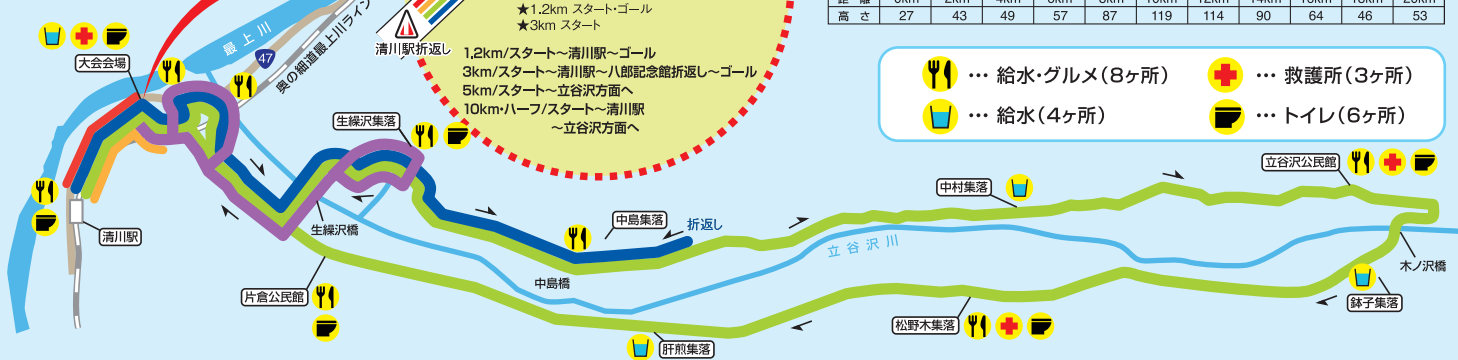 ★1.2km スタート・ゴール
★3km スタート
1.2km/スタート〜清川駅〜ゴール
3km/スタート〜清川駅〜八郎記念館折返し〜ゴール
5km/スタート〜立谷沢方面へ
10km・ハーフ/スタート〜清川駅
〜立谷沢方面へ
清川駅折返し
高さ 27 43 49 57 87 119 114 90 64 46 53
… 給水・グルメ(8ヶ所)
… 救護所(3ヶ所)
… 給水(4ヶ所)
… トイレ(6ヶ所)
最上川
47
奥の細道最上川ライン
大会会場
生繰沢集落
立谷沢公民館
中村集落
中島集落
折返し
清川駅
生繰沢橋
立谷沢川
木ノ沢橋
中島橋
片倉公民館
鉢子集落
松野木集落
肝煎集落